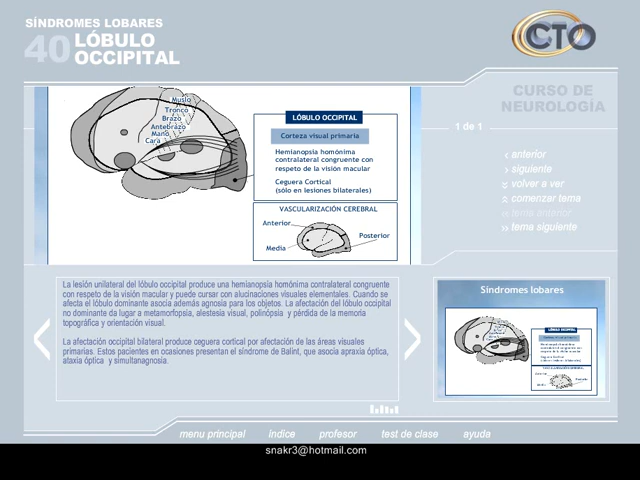 SÍNDROMES LOBARES
40 LÓBULO
OCCIPITAL
CTO
CURSO DE
NEUROLOGÍA
1 de 1
anterior
siguiente
volver a ver
comenzar tema
tema anterior
tema siguiente
Muslo
Tronco
Brazo
Antebrazo
Mano
Cara
LÓBULO OCCIPITAL
Corteza visual primaria
Hemianopsia homónima
contralateral congruente con
respeto de la visión macular
Ceguera Cortical
(sólo en lesiones bilaterales)
VASCULARIZACIÓN CEREBRAL
Anterior
Posterior
Media
La lesión unilateral del lóbulo occipital produce una hemianopsia homónima contralateral congruente
con respeto de la visión macular y puede cursar con alucinaciones visuales elementales. Cuando se
afecta el lóbulo dominante asocia además agnosia para los objetos. La afectación del lóbulo occipital
no dominante da lugar a metamorfopsia, alestesia visual, polinópsia y pérdida de la memoria
topográfica y orientación visual.
La afectación occipital bilateral produce ceguera cortical por afectación de las áreas visuales
primarias. Estos pacientes en ocasiones presentan el síndrome de Balint, que asocia apraxia óptica,
ataxia óptica y simultanagnosia.
Síndromes lobares
LÓBULO OCCIPITAL
Corteza visual primaria
menu principal índice profesor test de clase ayuda
snakr3@hotmail.com